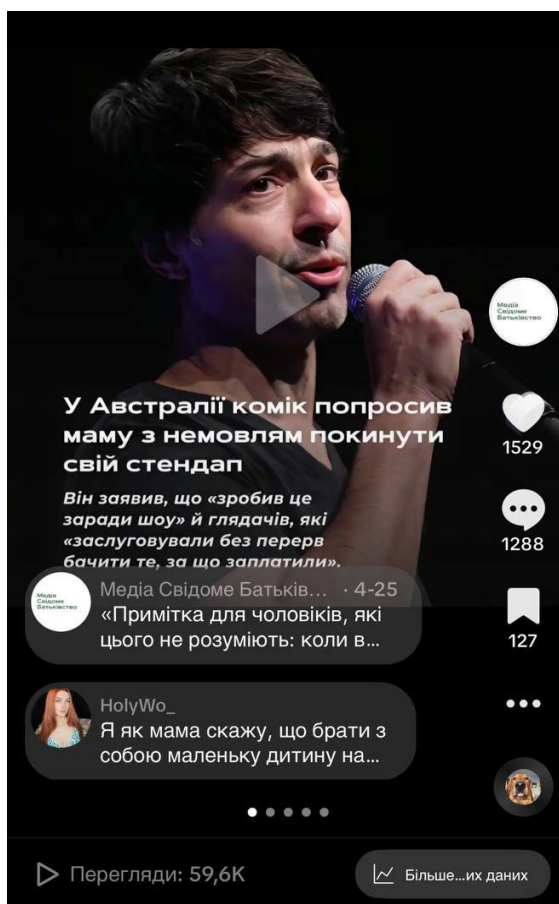 Медіа
Свідоме
Батьківство
У Австралії комік попросив
маму з немовлям покинути
свій стендап
Він заявив, що «зробив це
заради шоу» й глядачів, які
«заслуговували без перерв
бачити те, за що заплатили».
1529
1288
127
Медіа
Свідоме
Батьківство
Медіа Свідоме Батьків... · 4-25
«Примітка для чоловіків, які
цього не розуміють: коли в...
HolyWo_
Я як мама скажу, що брати з
собою маленьку дитину на...
Перегляди: 59,6K
Більше...их даних